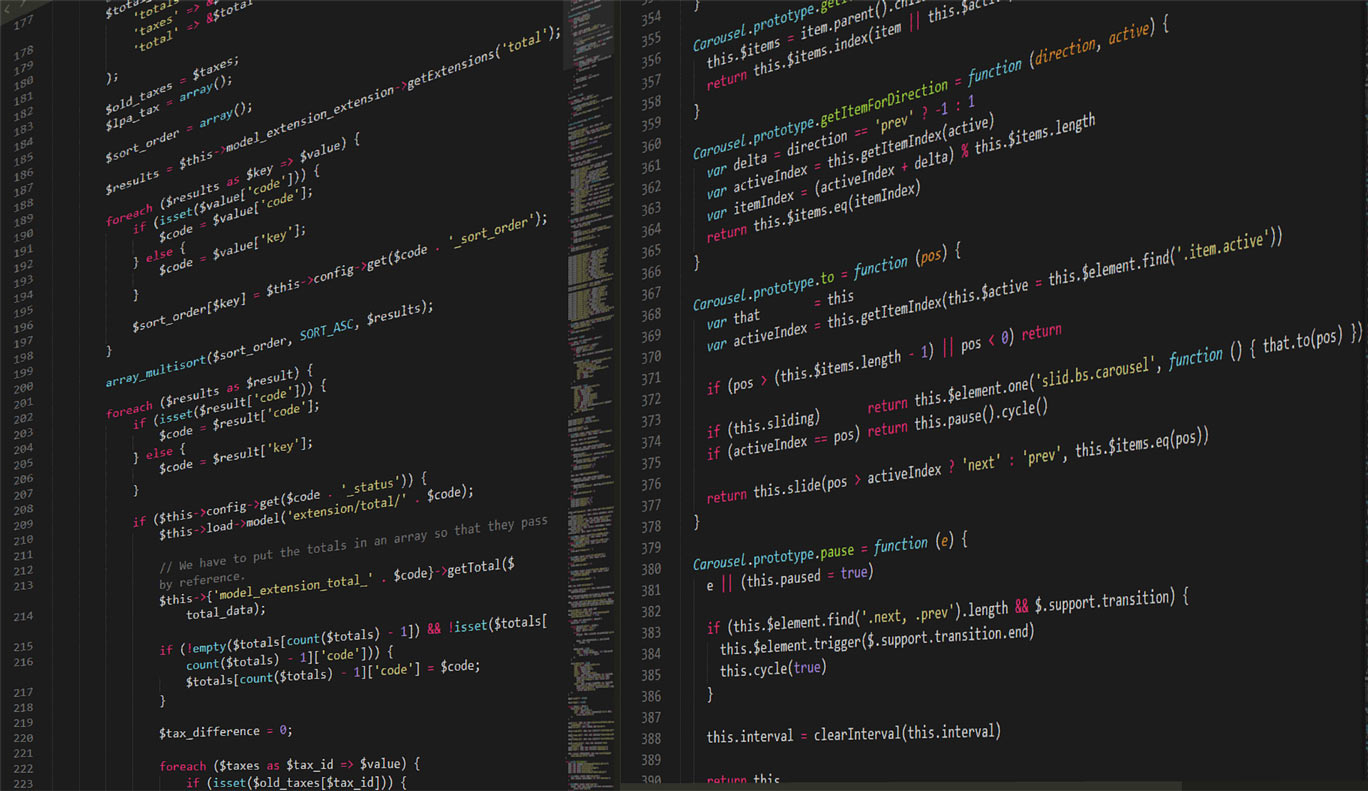 177
'taxes' => &$
'total' => &$total
178
);
179
180
$old_taxes = $taxes;
181
$lpa_tax = array();
182
183
$sort_order = array();
184
185
$results = $this->model_extension_extension->getExtensions('total');
186
187
foreach ($results as $key => $value) {
188
if (isset($value['code'])) {
189
$code = $value['code'];
190
} else {
191
$code = $value['key'];
192
}
193
194
$sort_order[$key] = $this->config->get($code . '_sort_order');
195
}
196
197
array_multisort($sort_order, SORT_ASC, $results);
198
199
foreach ($results as $result) {
200
if (isset($result['code'])) {
201
$code = $result['code'];
202
} else {
203
$code = $result['key'];
204
}
205
206
if ($this->config->get($code . '_status')) {
207
$this->load->model('extension/total/' . $code);
208
209
// We have to put the totals in an array so that they pass
by reference.
210
$this->{'model_extension_total_' . $code}->getTotal($
total_data);
211
212
213
if (!empty($totals[count($totals) - 1]) && !isset($totals[
count($totals) - 1]['code'])) {
214
$totals[count($totals) - 1]['code'] = $code;
215
}
216
217
$tax_difference = 0;
218
219
220
foreach ($taxes as $tax_id => $value) {
221
if (isset($old_taxes[$tax_id])) {
222
223
354
}
355
Carousel.prototype.
356
this.$items = item.parent().
357
return this.$items.index(item || this.$
358
}
359
360
Carousel.prototype.getItemForDirection = function (direction, active) {
361
var delta = direction == 'prev' ? -1 : 1
362
var activeIndex = this.getItemIndex(active)
363
var itemIndex = (activeIndex + delta) % this.$items.length
364
return this.$items.eq(itemIndex)
365
}
366
367
Carousel.prototype.to = function (pos) {
368
var that = this
369
var activeIndex = this.getItemIndex(this.$active = this.$element.find('.item.active'))
370
371
if (pos > (this.$items.length - 1) || pos < 0) return
372
373
if (this.sliding) return this.$element.one('slid.bs.carousel', function () { that.to(pos) })
374
if (activeIndex == pos) return this.pause().cycle()
375
376
return this.slide(pos > activeIndex ? 'next' : 'prev', this.$items.eq(pos))
377
}
378
379
Carousel.prototype.pause = function (e) {
380
e || (this.paused = true)
381
382
if (this.$element.find('.next, .prev').length && $.support.transition) {
383
this.$element.trigger($.support.transition.end)
384
this.cycle(true)
385
}
386
387
this.interval = clearInterval(this.interval)
388
389
return this
390